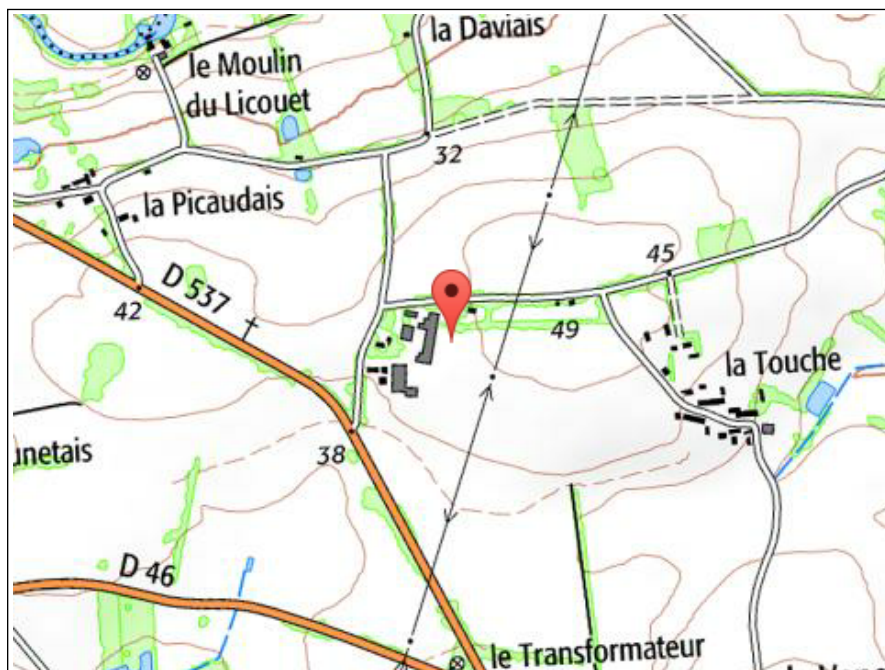 la Daviais
le Moulin
du Licouet
32
la Picaudais
45
D 537
42
49
la Touche
38
unetais
D 46
le Transformateur